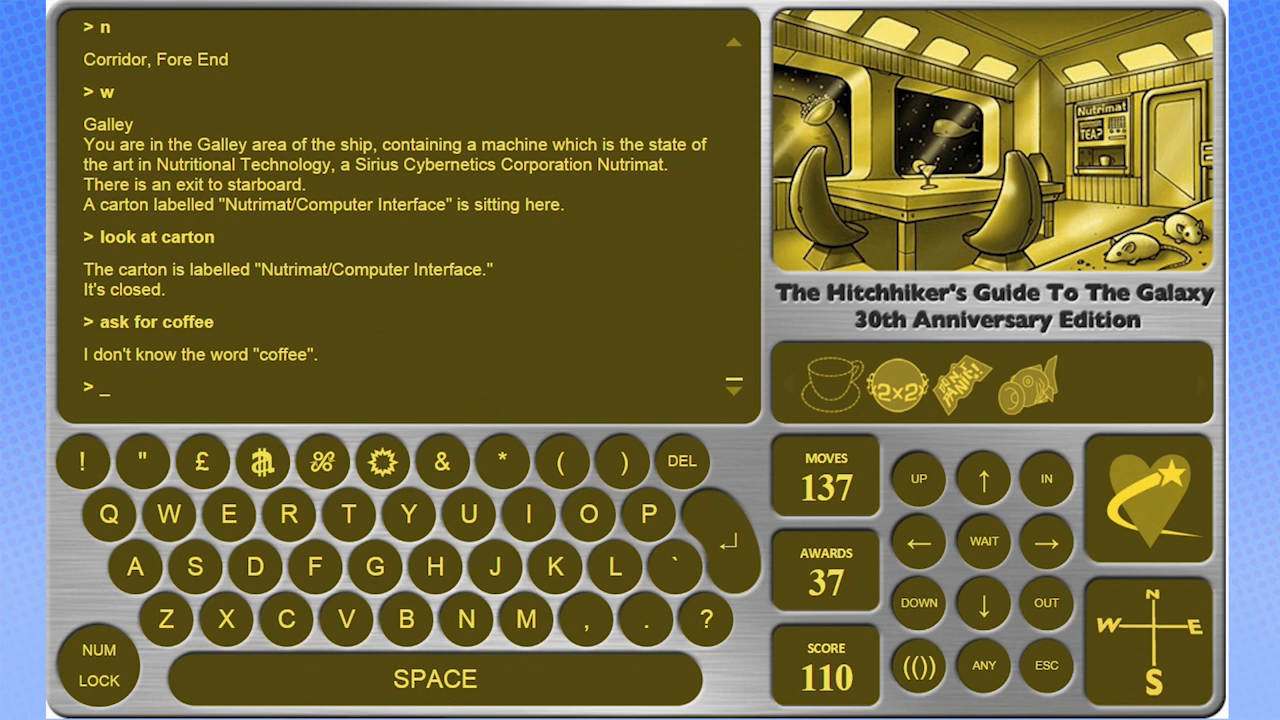 > n
Corridor, Fore End
> w
Galley
You are in the Galley area of the ship, containing a machine which is the state of
the art in Nutritional Technology, a Sirius Cybernetics Corporation Nutrimat.
There is an exit to starboard.
A carton labelled "Nutrimat/Computer Interface" is sitting here.
> look at carton
The carton is labelled "Nutrimat/Computer Interface."
It's closed.
> ask for coffee
I don't know the word "coffee".
> _
Nutrimat
TEA?
The Hitchhiker's Guide To The Galaxy
30th Anniversary Edition
2×2
DON'T
PANIC!
! " £ & * ( ) DEL
Q W E R T Y U I O P
A S D F G H J K L `
Z X C V B N M , . ?
NUM
LOCK
SPACE
MOVES
137
AWARDS
37
SCORE
110
UP ↑ IN
← WAIT →
DOWN ↓ OUT
(()) ANY ESC
N
W E
S